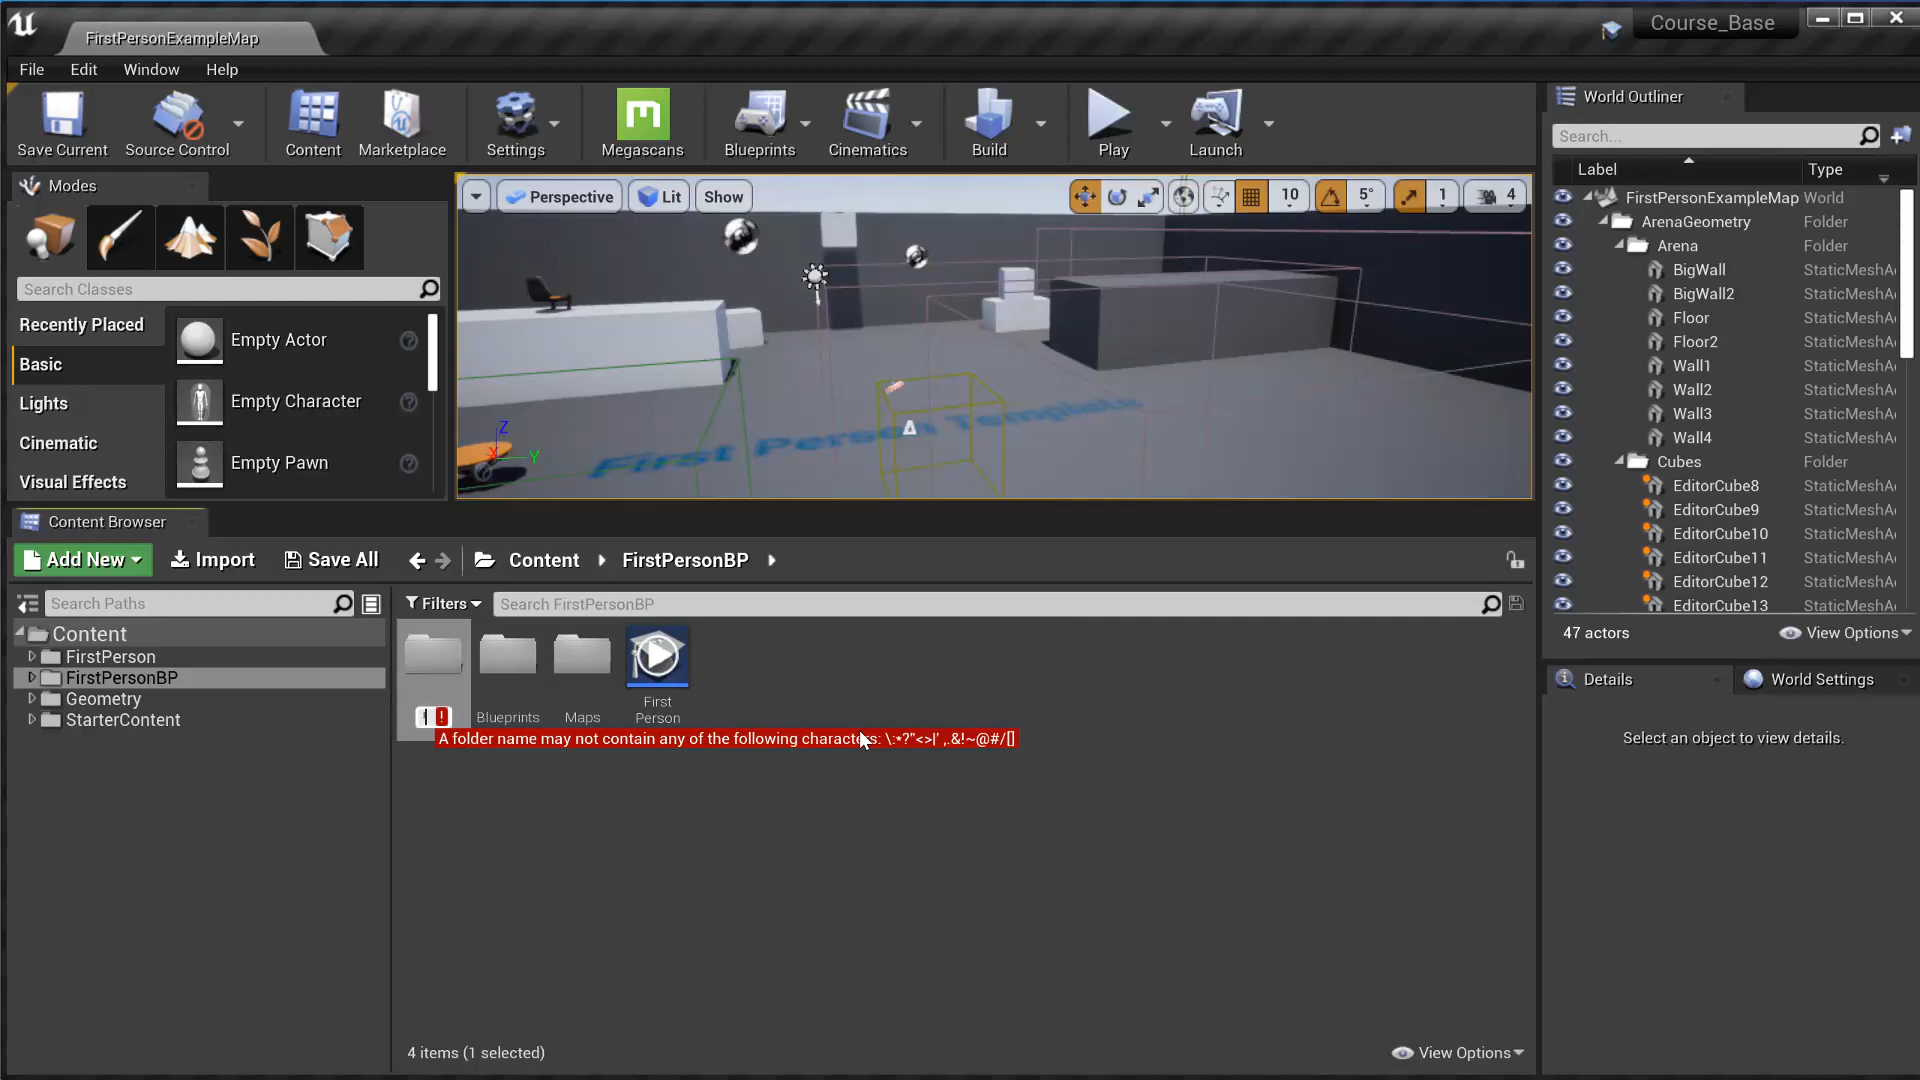 FirstPersonExampleMap
Course_Base
File Edit Window Help
Save Current
Source Control
Content
Marketplace
Settings
Megascans
Blueprints
Cinematics
Build
Play
Launch
Modes
Search Classes
Recently Placed
Basic
Lights
Cinematic
Visual Effects
Empty Actor
Empty Character
Empty Pawn
Perspective
Lit
Show
10
5°
1
4
First Person Template
Z
X
Y
World Outliner
Search...
Label Type
FirstPersonExampleMap World
ArenaGeometry Folder
Arena Folder
BigWall StaticMeshA
BigWall2 StaticMeshA
Floor StaticMeshA
Floor2 StaticMeshA
Wall1 StaticMeshA
Wall2 StaticMeshA
Wall3 StaticMeshA
Wall4 StaticMeshA
Cubes Folder
EditorCube8 StaticMeshA
EditorCube9 StaticMeshA
EditorCube10 StaticMeshA
EditorCube11 StaticMeshA
EditorCube12 StaticMeshA
EditorCube13 StaticMeshA
47 actors
View Options
Details
World Settings
Select an object to view details.
Content Browser
Add New
Import
Save All
Content
FirstPersonBP
Search Paths
Content
FirstPerson
FirstPersonBP
Geometry
StarterContent
Filters
Search FirstPersonBP
!
Blueprints
Maps
First
Person
A folder name may not contain any of the following characters: \:*?"<>|' ,.&!~@#/[]
4 items (1 selected)
View Options